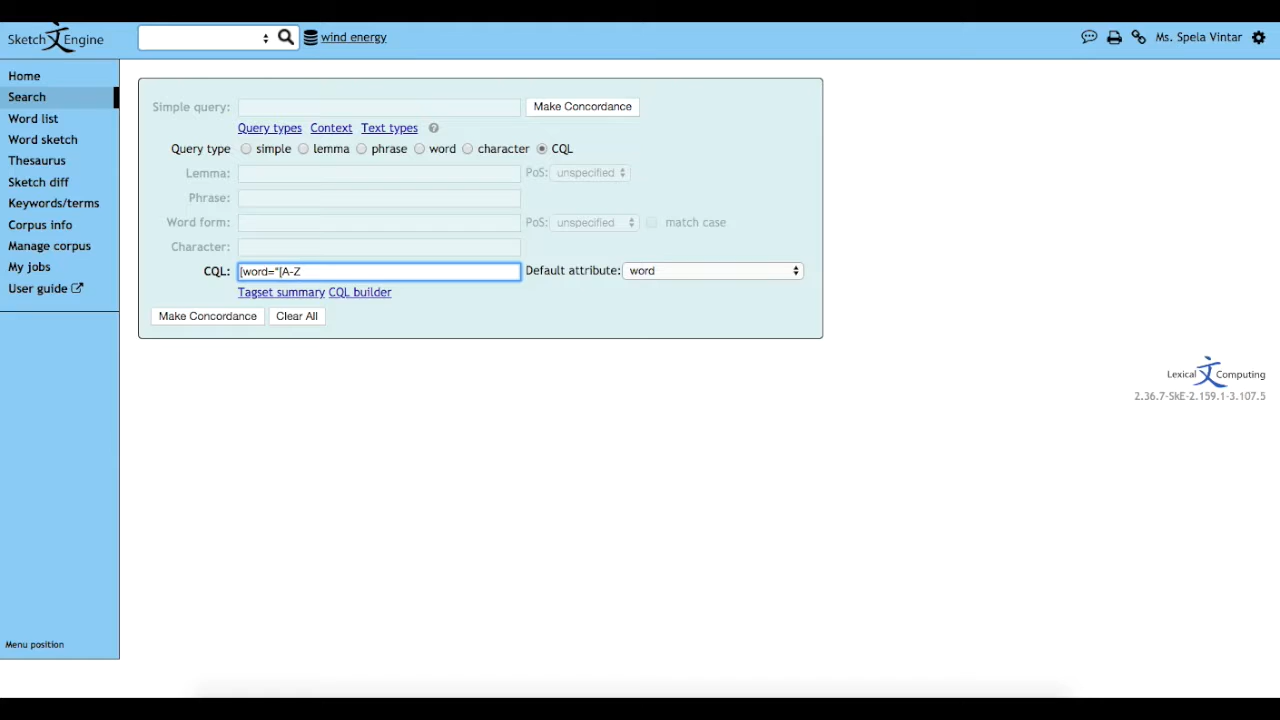 Sketch Engine
wind energy
Ms. Spela Vintar
Home
Search
Word list
Word sketch
Thesaurus
Sketch diff
Keywords/terms
Corpus info
Manage corpus
My jobs
User guide
Menu position
Simple query:
Make Concordance
Query types Context Text types ?
Query type simple lemma phrase word character CQL
Lemma: PoS: unspecified
Phrase:
Word form: PoS: unspecified match case
Character:
CQL: [word="[A-Z Default attribute: word
Tagset summary CQL builder
Make Concordance Clear All
Lexical Computing
2.36.7-SkE-2.159.1-3.107.5